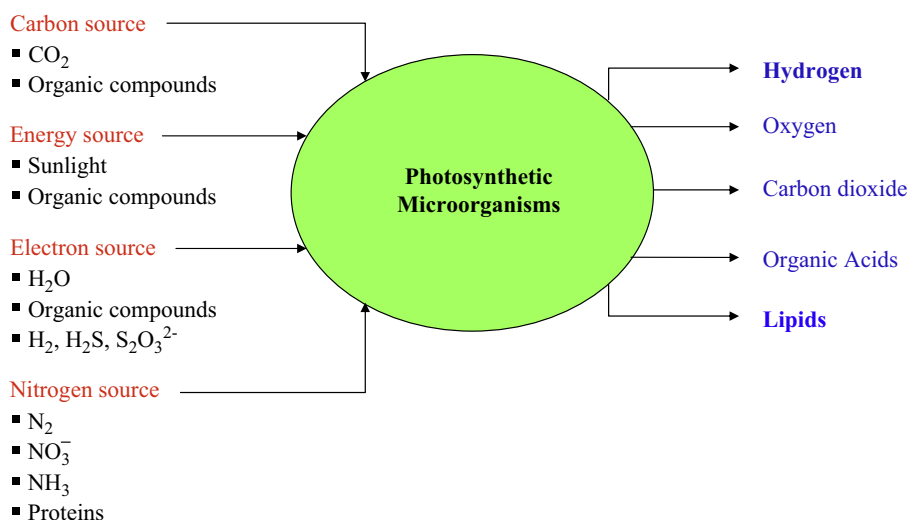 Carbon source
▪ CO₂
▪ Organic compounds
Energy source
▪ Sunlight
▪ Organic compounds
Electron source
▪ H₂O
▪ Organic compounds
▪ H₂, H₂S, S₂O₃²⁻
Nitrogen source
▪ N₂
▪ NO₃⁻
▪ NH₃
▪ Proteins
Photosynthetic
Microorganisms
Hydrogen
Oxygen
Carbon dioxide
Organic Acids
Lipids